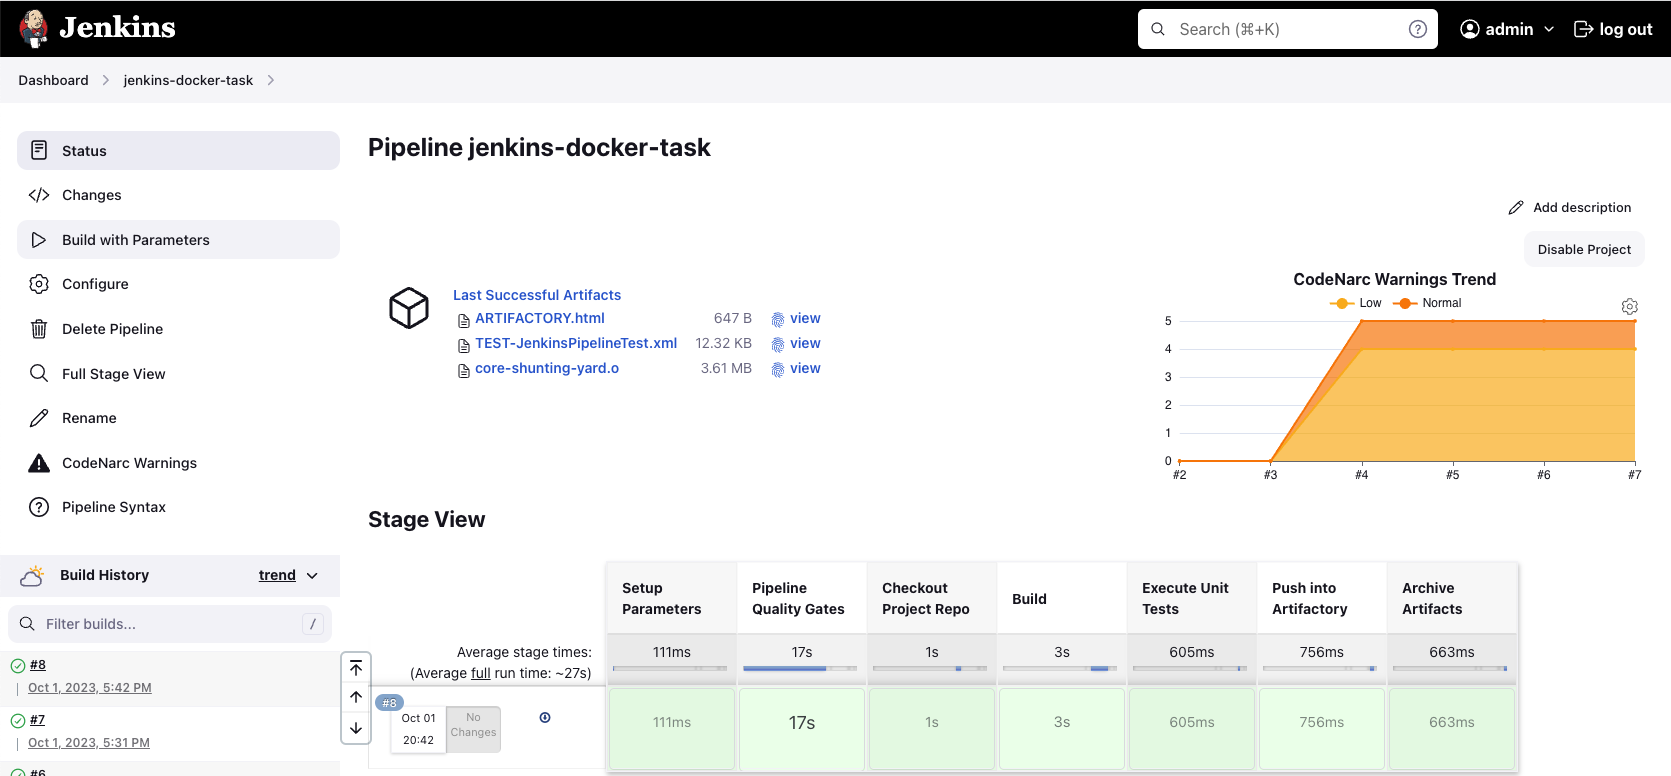 Jenkins
Search (⌘+K)
admin
log out
Dashboard
jenkins-docker-task
Status
Changes
Build with Parameters
Configure
Delete Pipeline
Full Stage View
Rename
CodeNarc Warnings
Pipeline Syntax
Build History
trend
Filter builds...
/
#8
Oct 1, 2023, 5:42 PM
#7
Oct 1, 2023, 5:31 PM
#6
Pipeline jenkins-docker-task
Add description
Disable Project
Last Successful Artifacts
ARTIFACTORY.html 647 B view
TEST-JenkinsPipelineTest.xml 12.32 KB view
core-shunting-yard.o 3.61 MB view
CodeNarc Warnings Trend
Low Normal
5
4
3
2
1
0
#2 #3 #4 #5 #6 #7
Stage View
Setup Parameters
Pipeline Quality Gates
Checkout Project Repo
Build
Execute Unit Tests
Push into Artifactory
Archive Artifacts
Average stage times:
(Average full run time: ~27s)
111ms 17s 1s 3s 605ms 756ms 663ms
#8
Oct 01
20:42
No Changes
111ms 17s 1s 3s 605ms 756ms 663ms